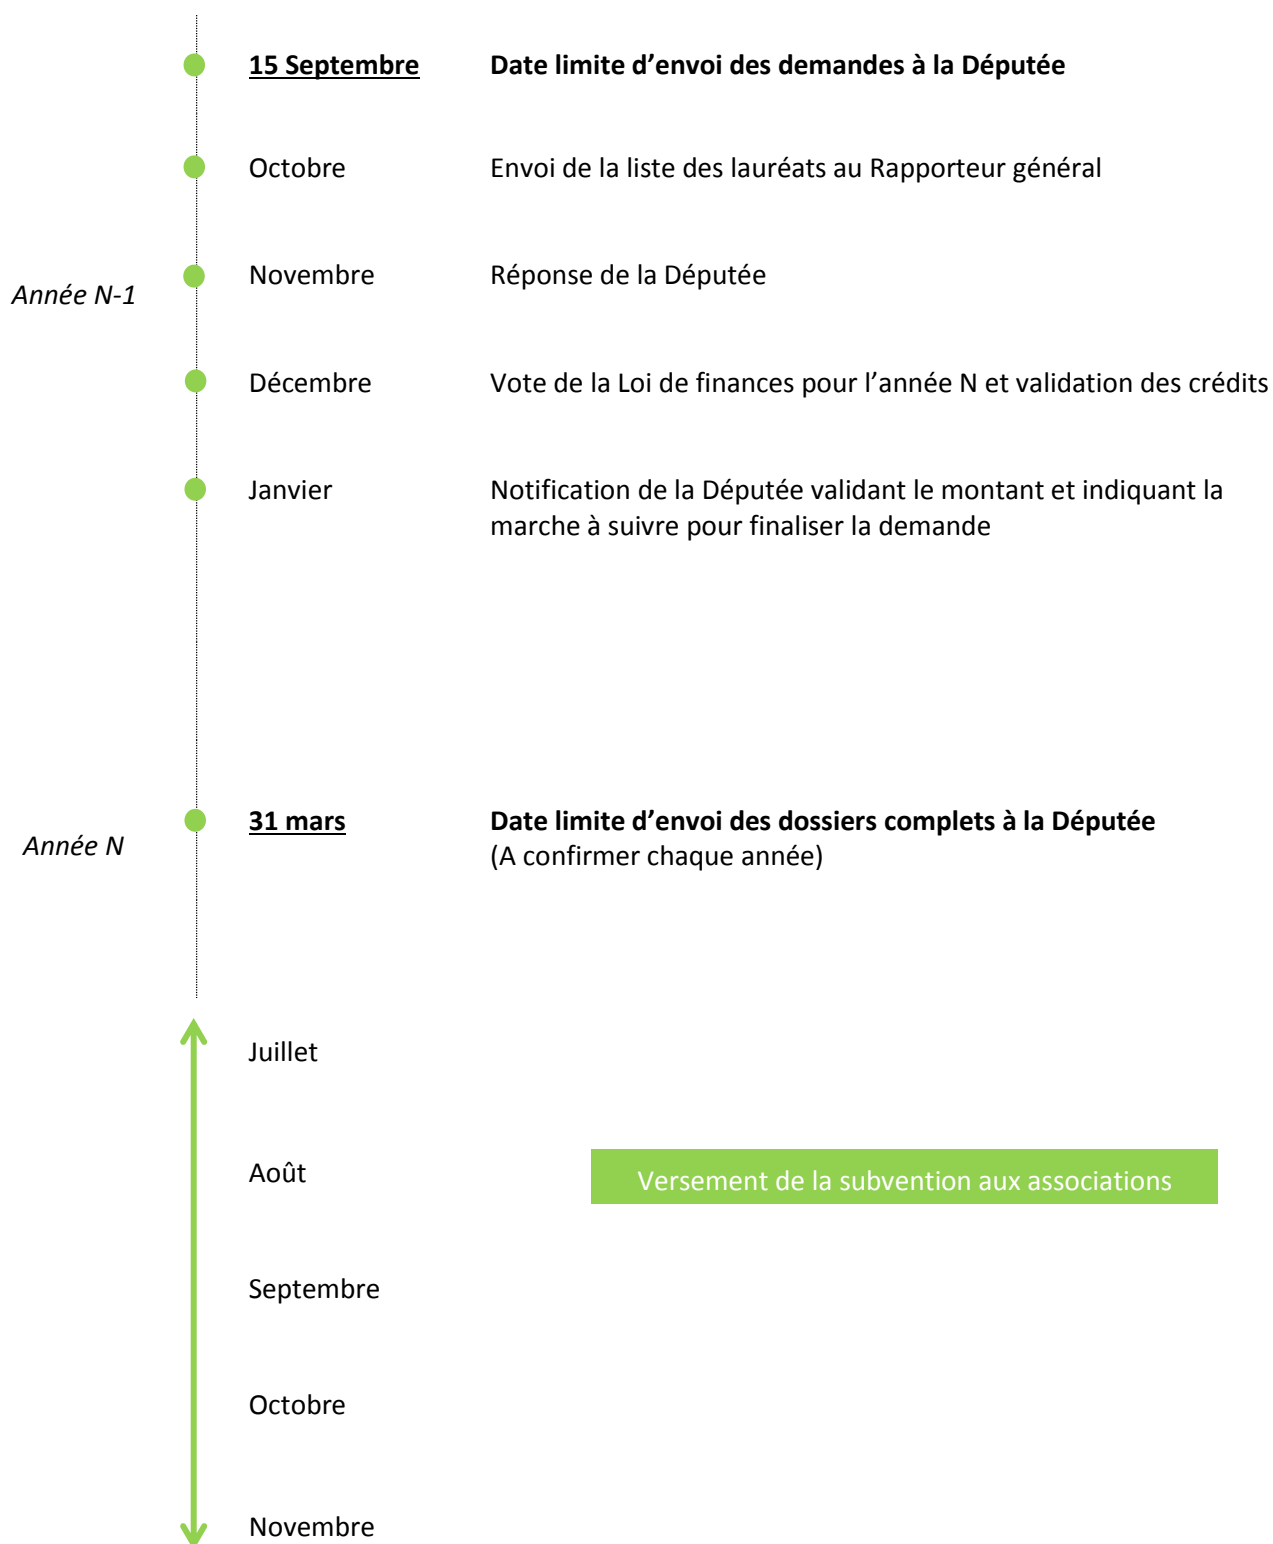 15 Septembre Date limite d’envoi des demandes à la Députée
Octobre Envoi de la liste des lauréats au Rapporteur général
Novembre Réponse de la Députée
Année N-1
Décembre Vote de la Loi de finances pour l’année N et validation des crédits
Janvier Notification de la Députée validant le montant et indiquant la
marche à suivre pour finaliser la demande
31 mars Date limite d’envoi des dossiers complets à la Députée
Année N
(A confirmer chaque année)
Juillet
Août Versement de la subvention aux associations
Septembre
Octobre
Novembre